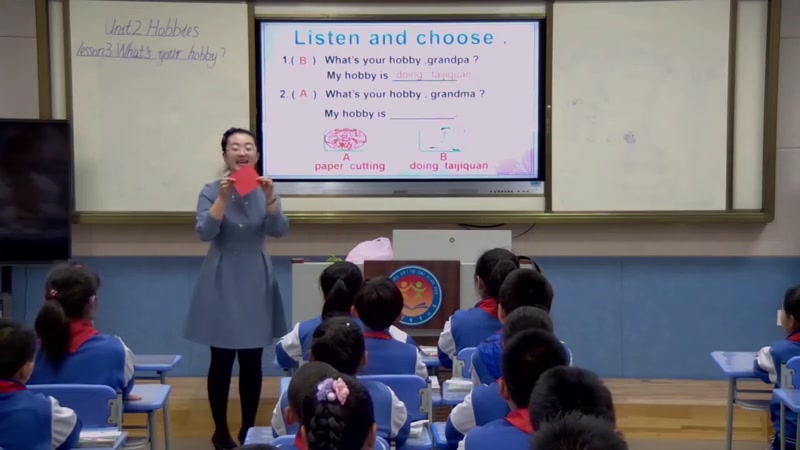 Unit2 Hobbies
lesson3 What's your hobby?
Listen and choose .
1.( B ) What's your hobby ,grandpa ?
My hobby is doing taijiquan
2.( A ) What's your hobby , grandma ?
My hobby is ____________.
A B
paper cutting doing taijiquan